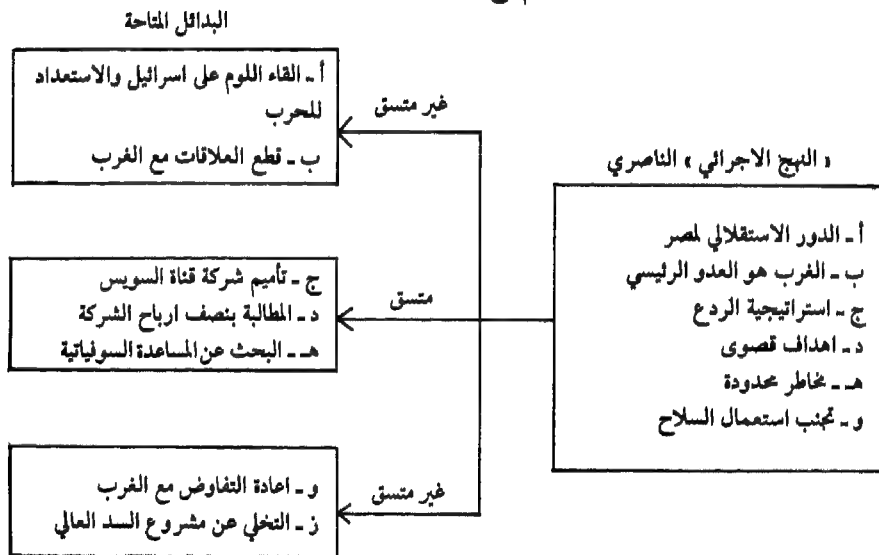 البدائل المتاحة
« النهج الاجرائي » الناصري
أ ـ الدور الاستقلالي لمصر
ب ـ الغرب هو العدو الرئيسي
ج ـ استراتيجية الردع
د ـ اهداف قصوى
هـ ـ مخاطر محدودة
و ـ تجنب استعمال السلاح
غير متسق
أ ـ القاء اللوم على اسرائيل والاستعداد
للحرب
ب ـ قطع العلاقات مع الغرب
متسق
ج ـ تأميم شركة قناة السويس
د ـ المطالبة بنصف ارباح الشركة
هـ ـ البحث عن المساعدة السوفياتية
غير متسق
و ـ اعادة التفاوض مع الغرب
ز ـ التخلي عن مشروع السد العالي